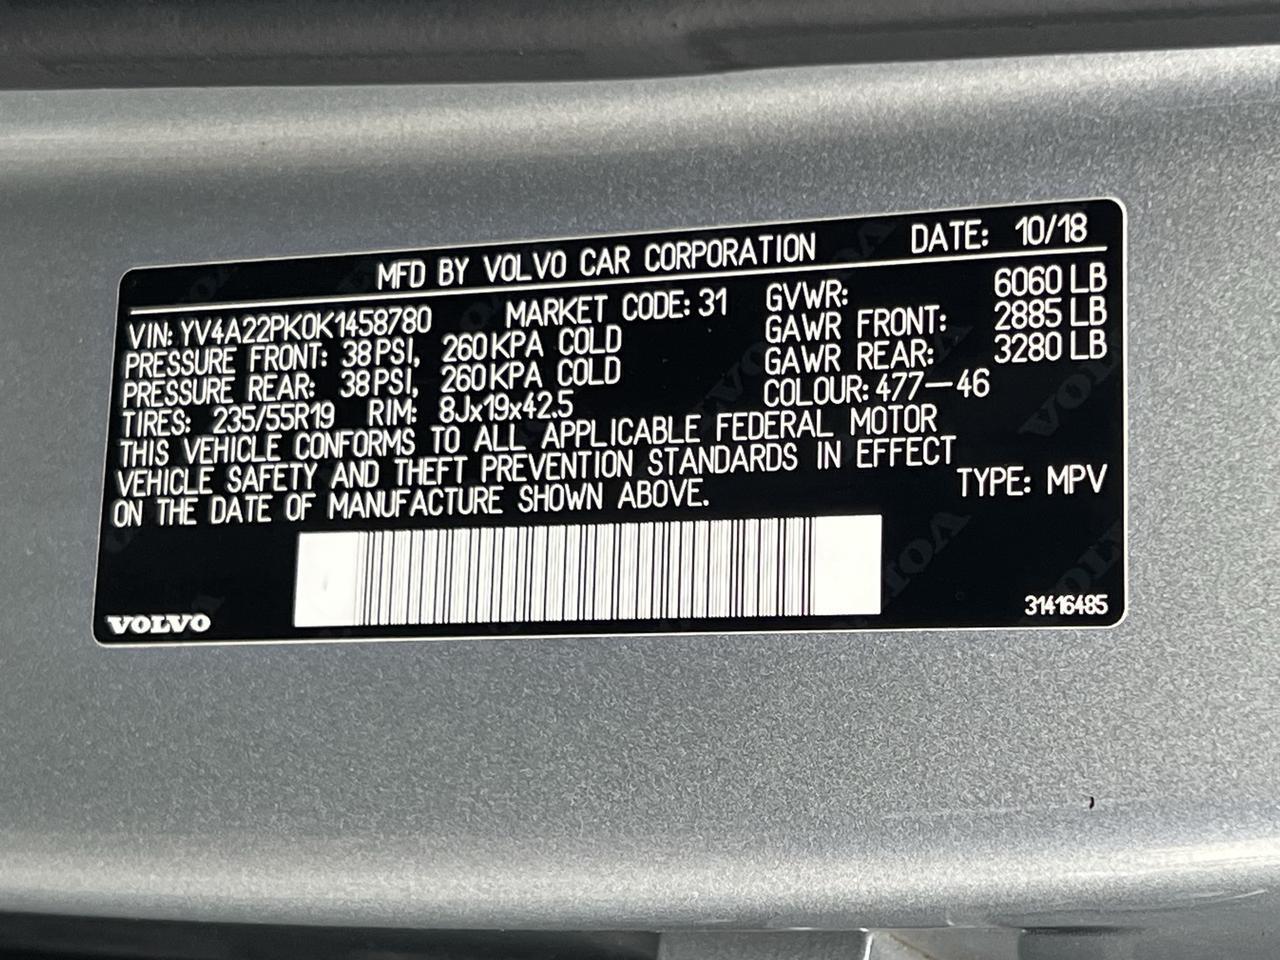 MFD BY VOLVO CAR CORPORATION DATE: 10/18
VIN: YV4A22PK0K1458780 MARKET CODE: 31 GVWR: 6060 LB
PRESSURE FRONT: 38 PSI, 260 KPA COLD GAWR FRONT: 2885 LB
PRESSURE REAR: 38 PSI, 260 KPA COLD GAWR REAR: 3280 LB
TIRES: 235/55R19 RIM: 8Jx19x42.5 COLOUR: 477-46
THIS VEHICLE CONFORMS TO ALL APPLICABLE FEDERAL MOTOR
VEHICLE SAFETY AND THEFT PREVENTION STANDARDS IN EFFECT
ON THE DATE OF MANUFACTURE SHOWN ABOVE. TYPE: MPV
VOLVO 31416485